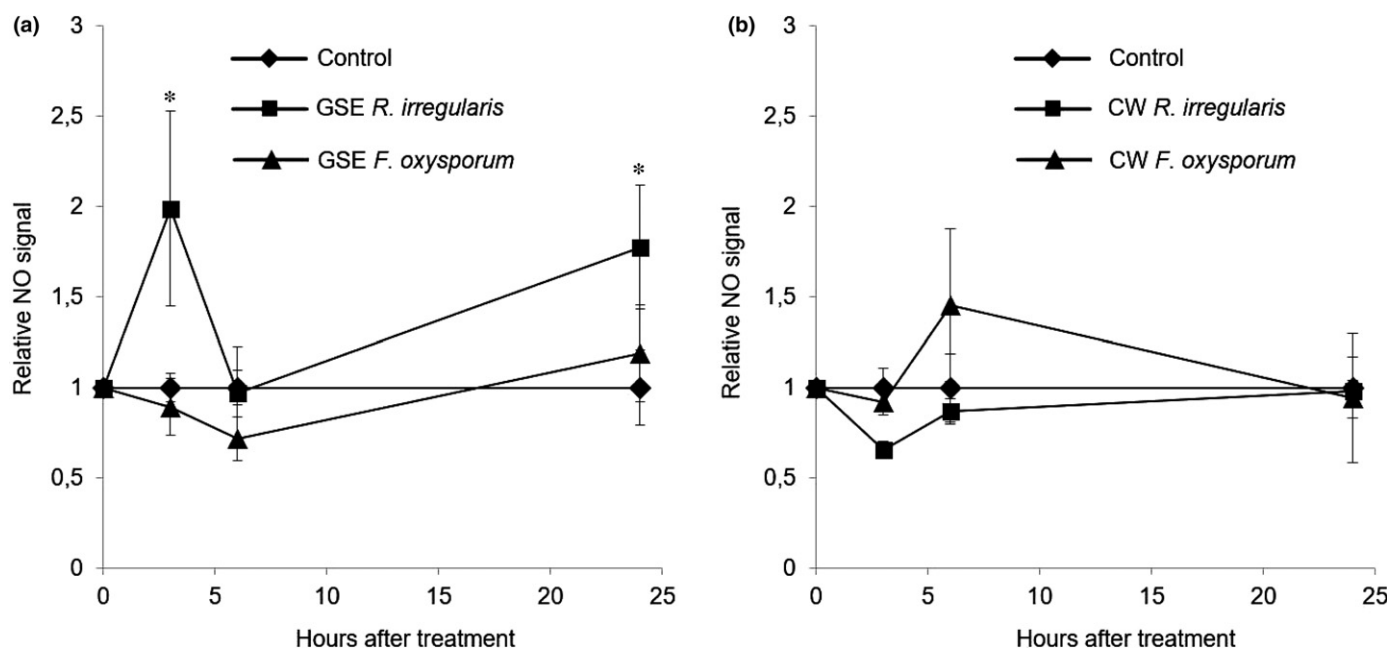 (a)
3
2,5
2
1,5
1
0,5
0
Relative NO signal
Control
GSE R. irregularis
GSE F. oxysporum
*
*
0 5 10 15 20 25
Hours after treatment
(b)
3
2,5
2
1,5
1
0,5
0
Relative NO signal
Control
CW R. irregularis
CW F. oxysporum
0 5 10 15 20 25
Hours after treatment